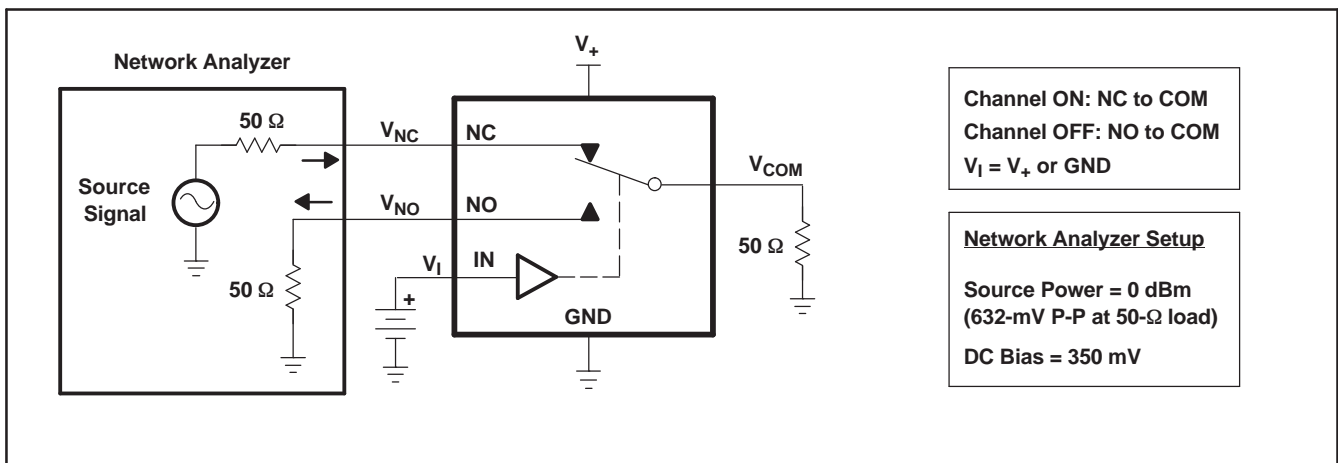 Network Analyzer
50 Ω
Source
Signal
50 Ω
V+
VNC
NC
VNO
NO
VI
IN
+
GND
VCOM
50 Ω
Channel ON: NC to COM
Channel OFF: NO to COM
VI = V+ or GND
Network Analyzer Setup
Source Power = 0 dBm
(632-mV P-P at 50-Ω load)
DC Bias = 350 mV